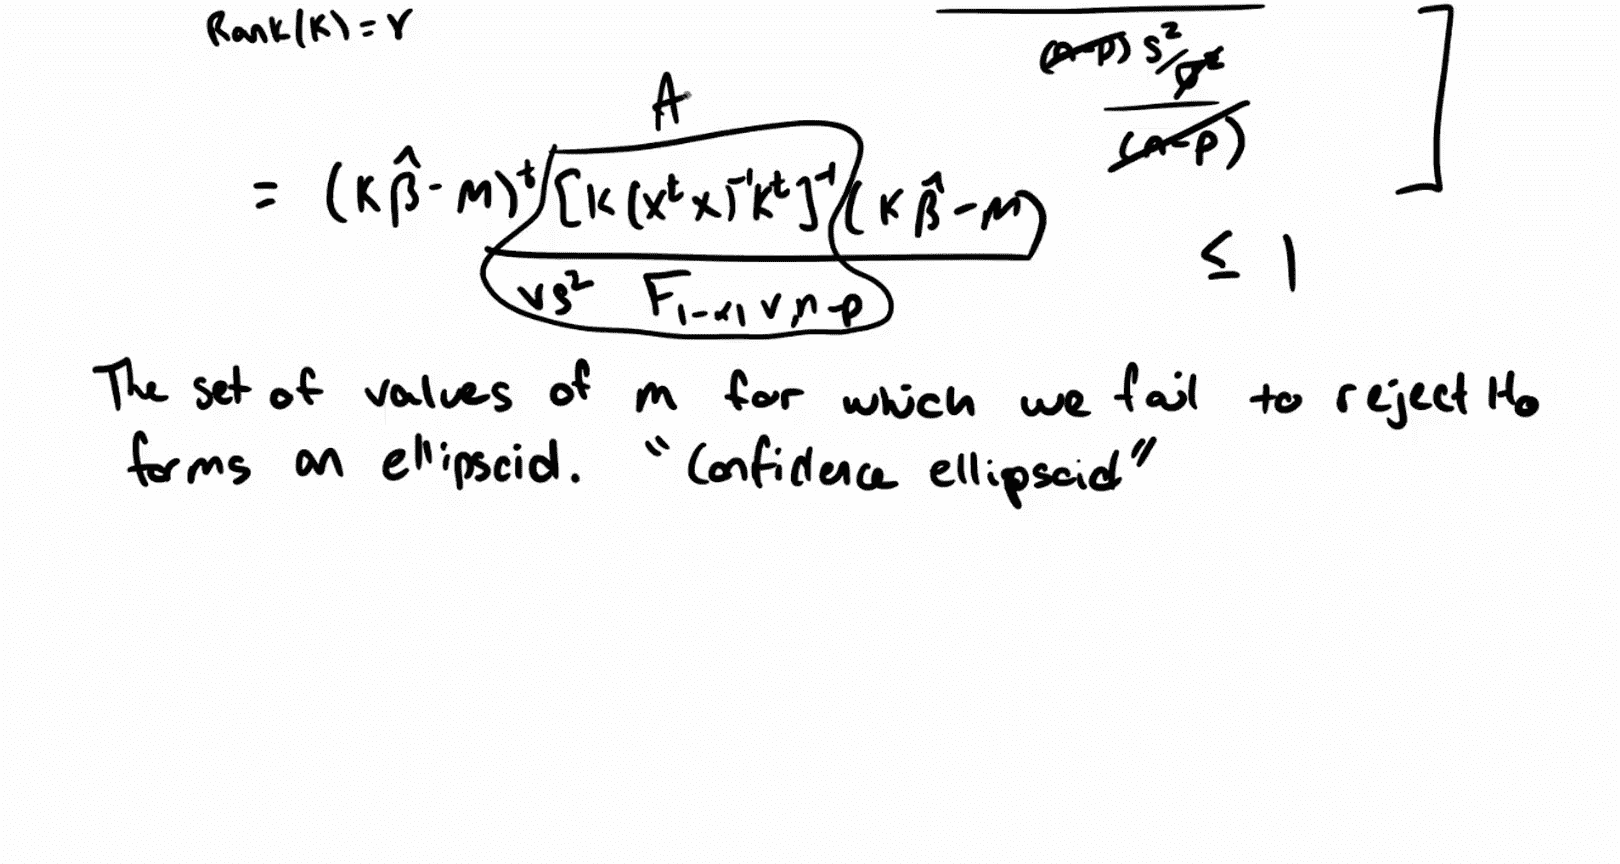 Rank(K) = r
(n-p) s²/σ²
(n-p)
A
= (Kβ̂ - m)ᵗ [K(XᵗX)⁻¹Kᵗ]⁻¹ (Kβ̂ - m)
≤ 1
rs² F₁₋α, r, n-p
The set of values of m for which we fail to reject H₀
forms an ellipsoid. "Confidence ellipsoid"